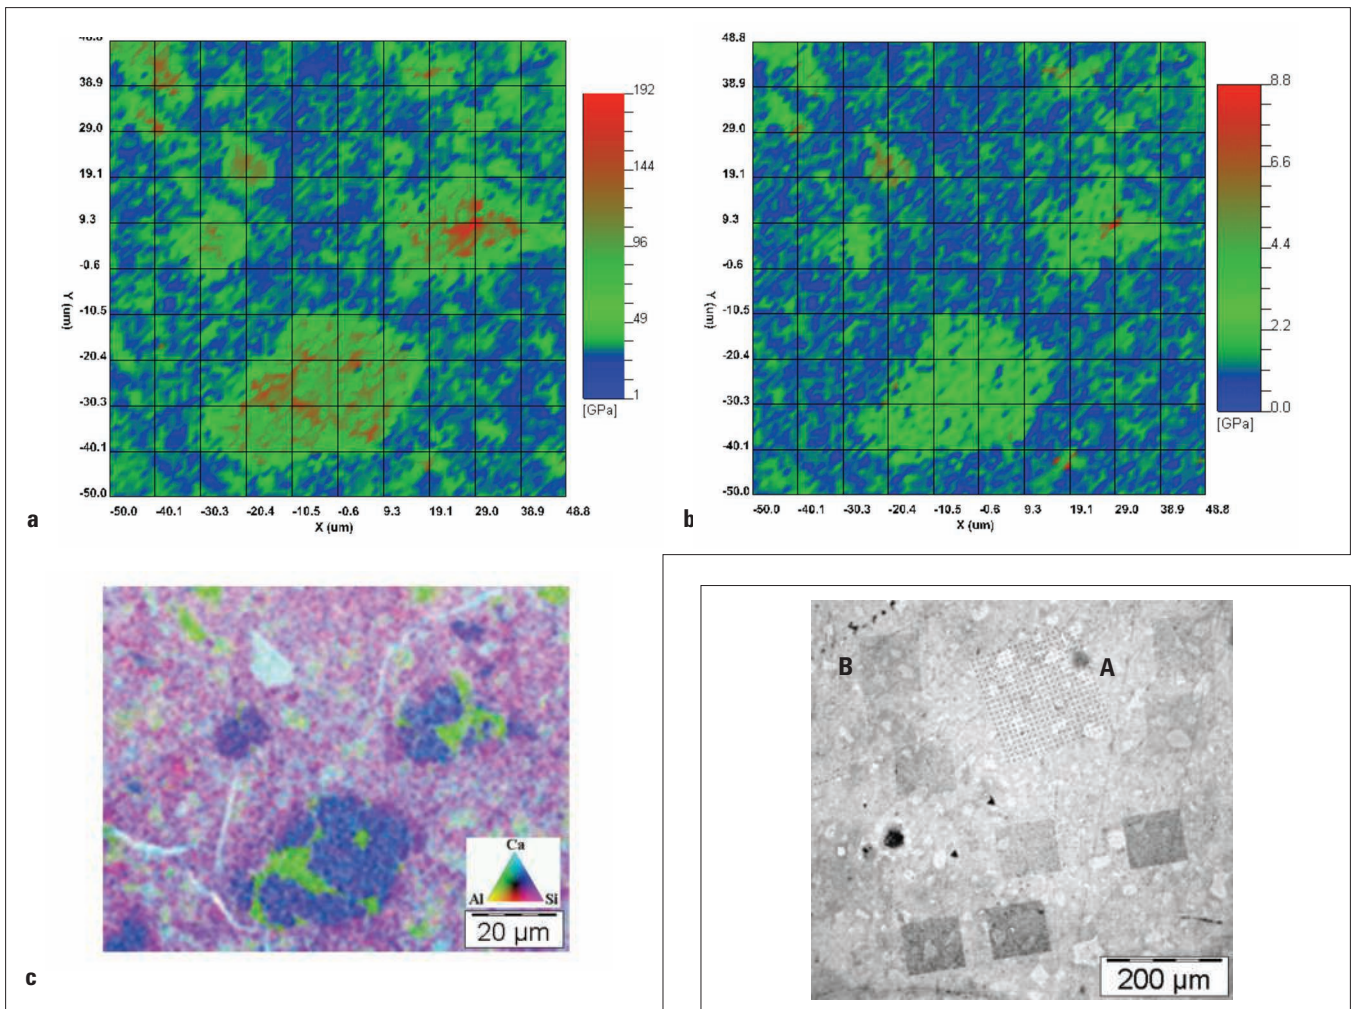 48.8
38.9
29.0
19.1
9.3
-0.6
-10.5
-20.4
-30.3
-40.1
-50.0
Y (um)
-50.0 -40.1 -30.3 -20.4 -10.5 -0.6 9.3 19.1 29.0 38.9 48.8
X (um)
192
144
96
49
1
[GPa]
a
48.8
38.9
29.0
19.1
9.3
-0.6
-10.5
-20.4
-30.3
-40.1
-50.0
Y (um)
-50.0 -40.1 -30.3 -20.4 -10.5 -0.6 9.3 19.1 29.0 38.9 48.8
X (um)
8.8
6.6
4.4
2.2
0.0
[GPa]
b
Ca
Al Si
20 µm
c
B A
200 µm